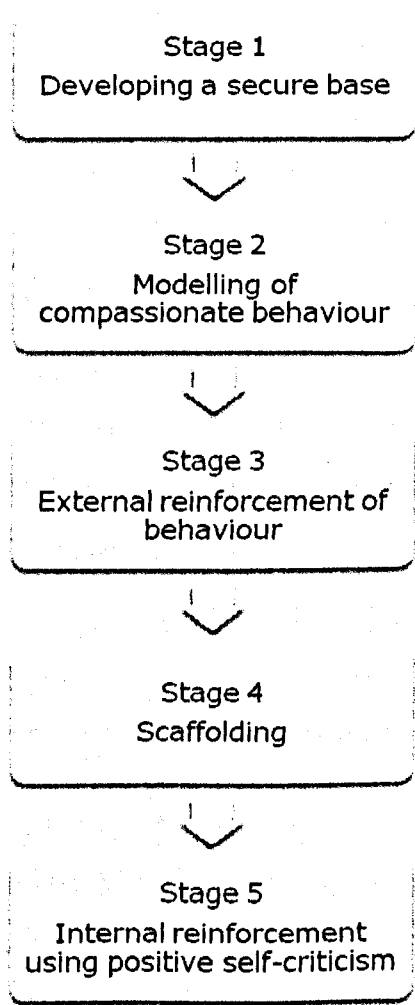 Stage 1
Developing a secure base
Stage 2
Modelling of
compassionate behaviour
Stage 3
External reinforcement of
behaviour
Stage 4
Scaffolding
Stage 5
Internal reinforcement
using positive self-criticism